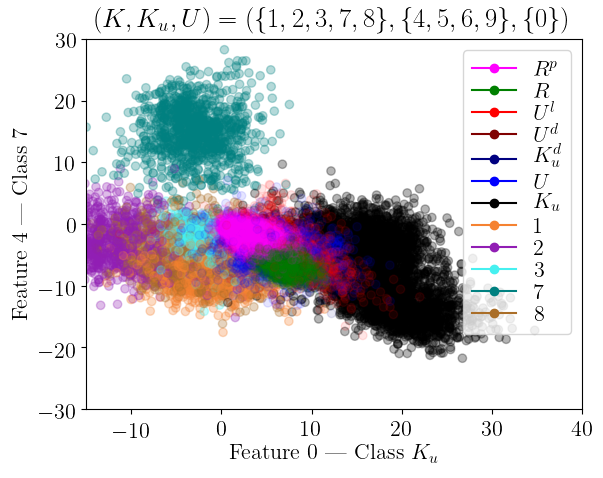 (K, K_u, U) = ({1, 2, 3, 7, 8}, {4, 5, 6, 9}, {0})
30
20
10
0
−10
−20
−30
Feature 4 — Class 7
R^p
R
U^l
U^d
K_u^d
U
K_u
1
2
3
7
8
−10
0
10
20
30
40
Feature 0 — Class K_u